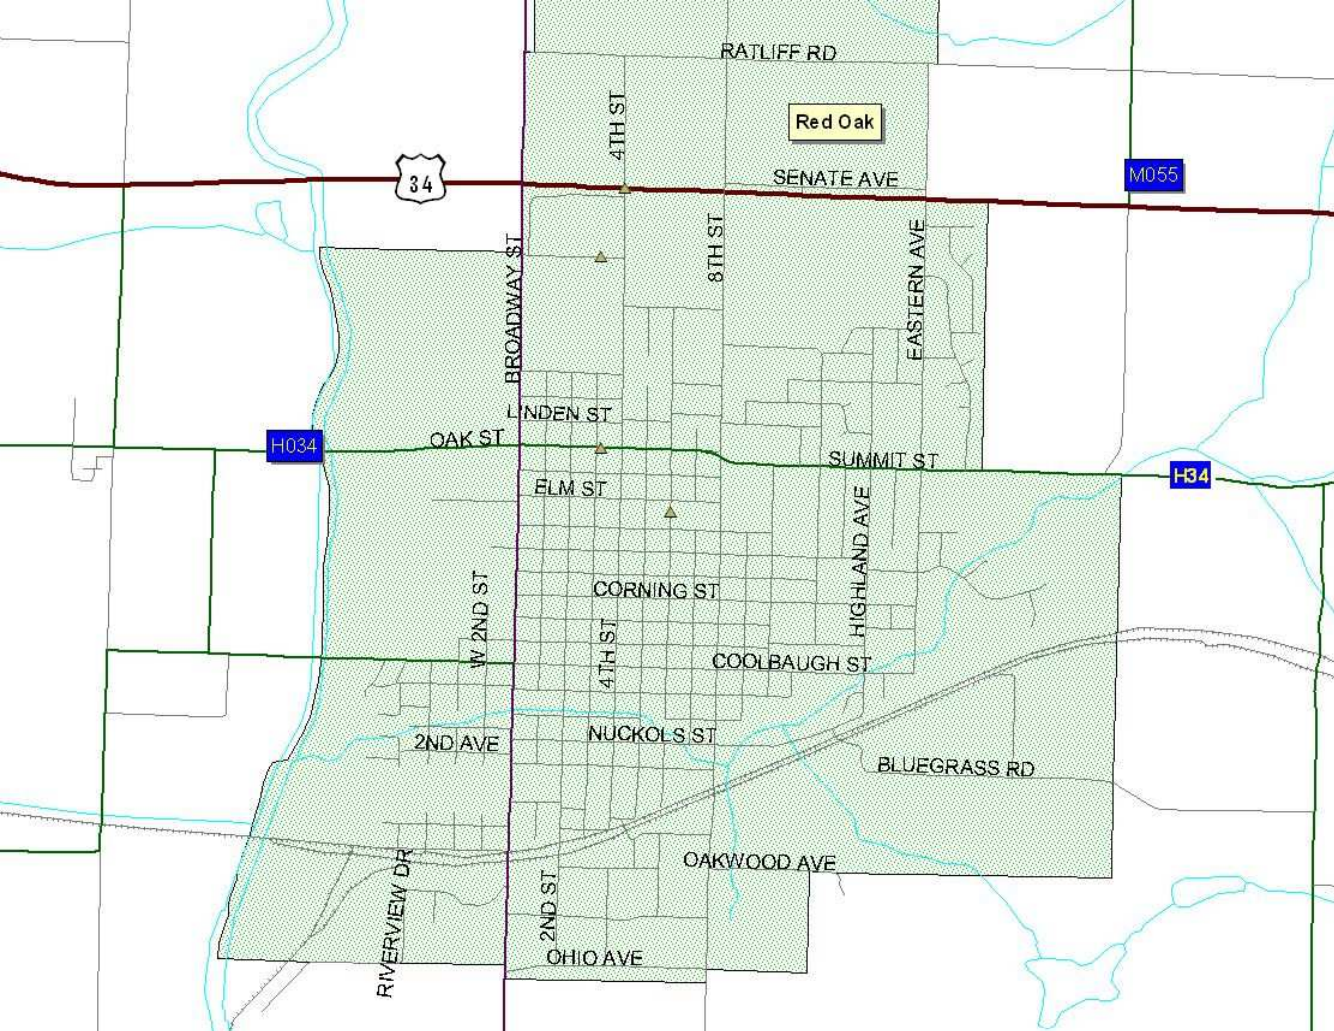 RATLIFF RD
4TH ST
Red Oak
34
SENATE AVE
M055
BROADWAY ST
8TH ST
EASTERN AVE
LINDEN ST
H034
OAK ST
SUMMIT ST
H34
ELM ST
HIGHLAND AVE
CORNING ST
W 2ND ST
4TH ST
COOLBAUGH ST
2ND AVE
NUCKOLS ST
BLUEGRASS RD
OAKWOOD AVE
RIVERVIEW DR
2ND ST
OHIO AVE